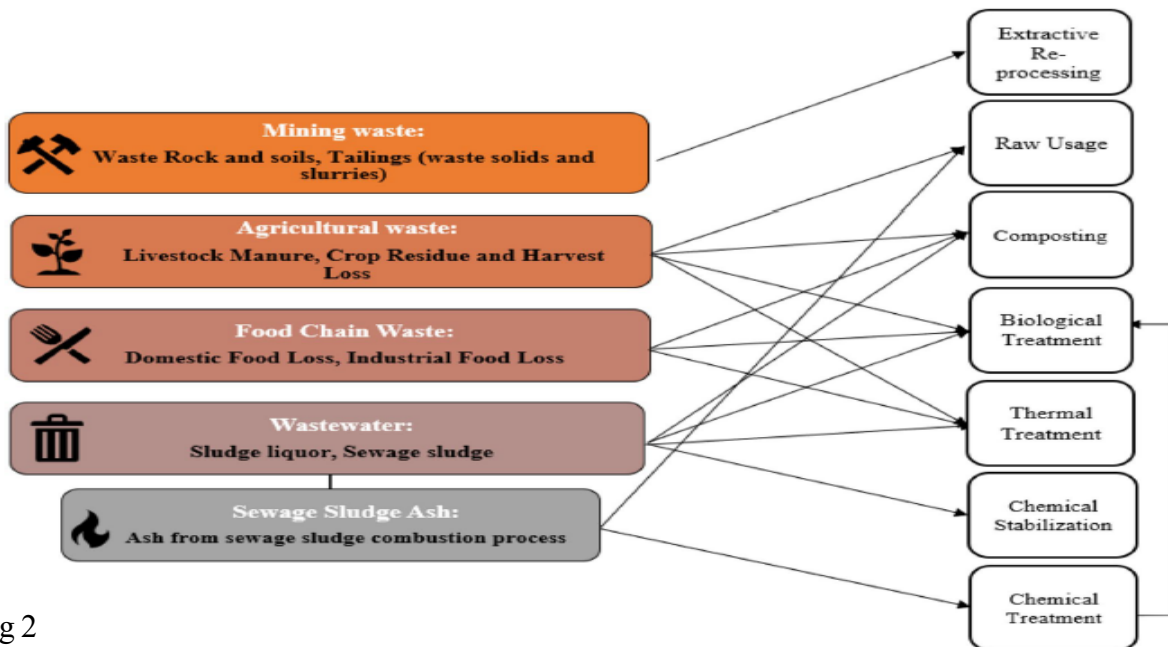 Mining waste:
Waste Rock and soils, Tailings (waste solids and
slurries)
Agricultural waste:
Livestock Manure, Crop Residue and Harvest
Loss
Food Chain Waste:
Domestic Food Loss, Industrial Food Loss
Wastewater:
Sludge liquor, Sewage sludge
Sewage Sludge Ash:
Ash from sewage sludge combustion process
Extractive
Re-
processing
Raw Usage
Composting
Biological
Treatment
Thermal
Treatment
Chemical
Stabilization
Chemical
Treatment
g 2